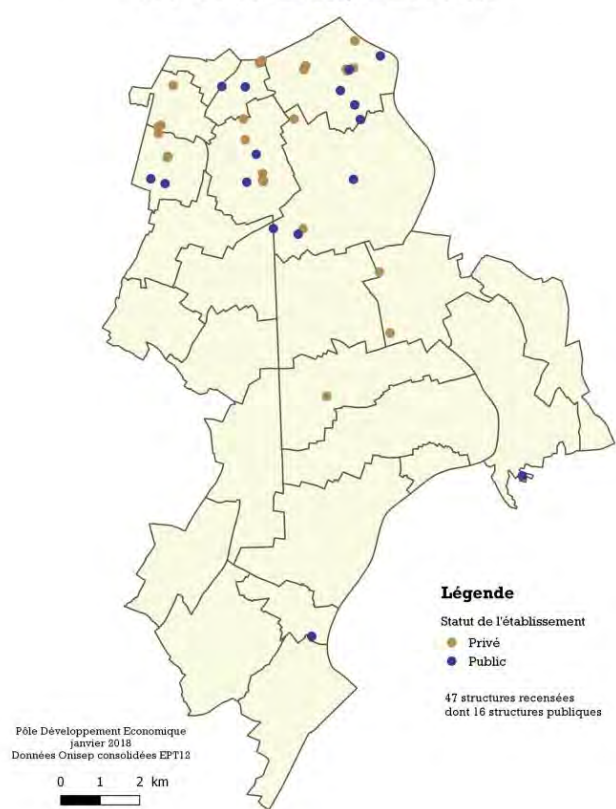 Légende
Statut de l'établissement
Privé
Public
47 structures recensées
dont 16 structures publiques
Pôle Développement Economique
janvier 2018
Données Onisep consolidées EPT12
0 1 2 km